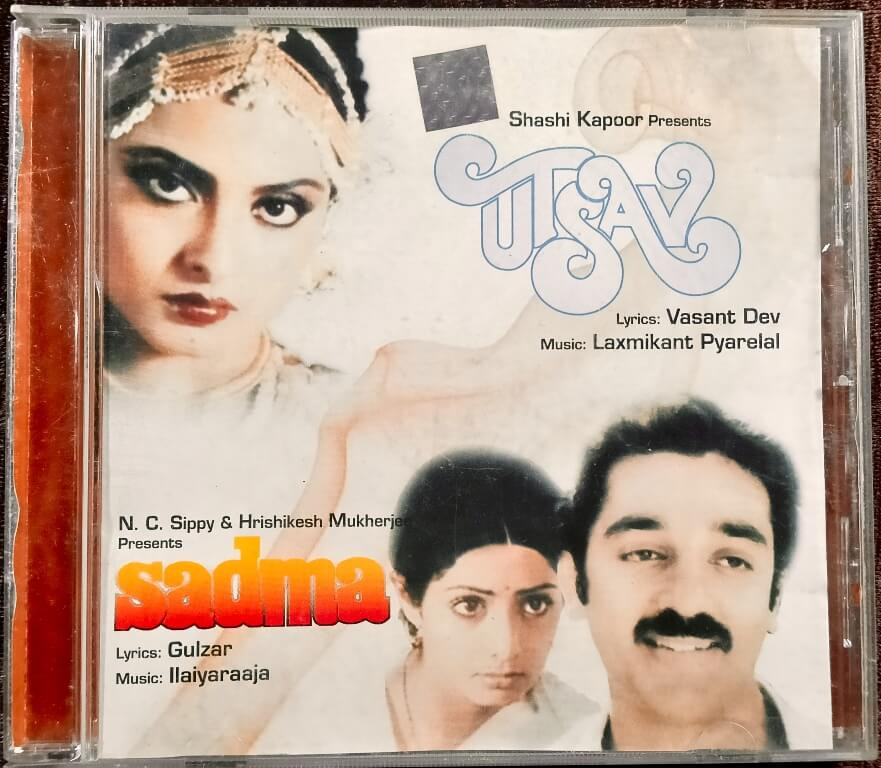 Shashi Kapoor Presents
UTSAV
Lyrics: Vasant Dev
Music: Laxmikant Pyarelal
N. C. Sippy & Hrishikesh Mukherjee
Presents
sadma
Lyrics: Gulzar
Music: Ilaiyaraaja